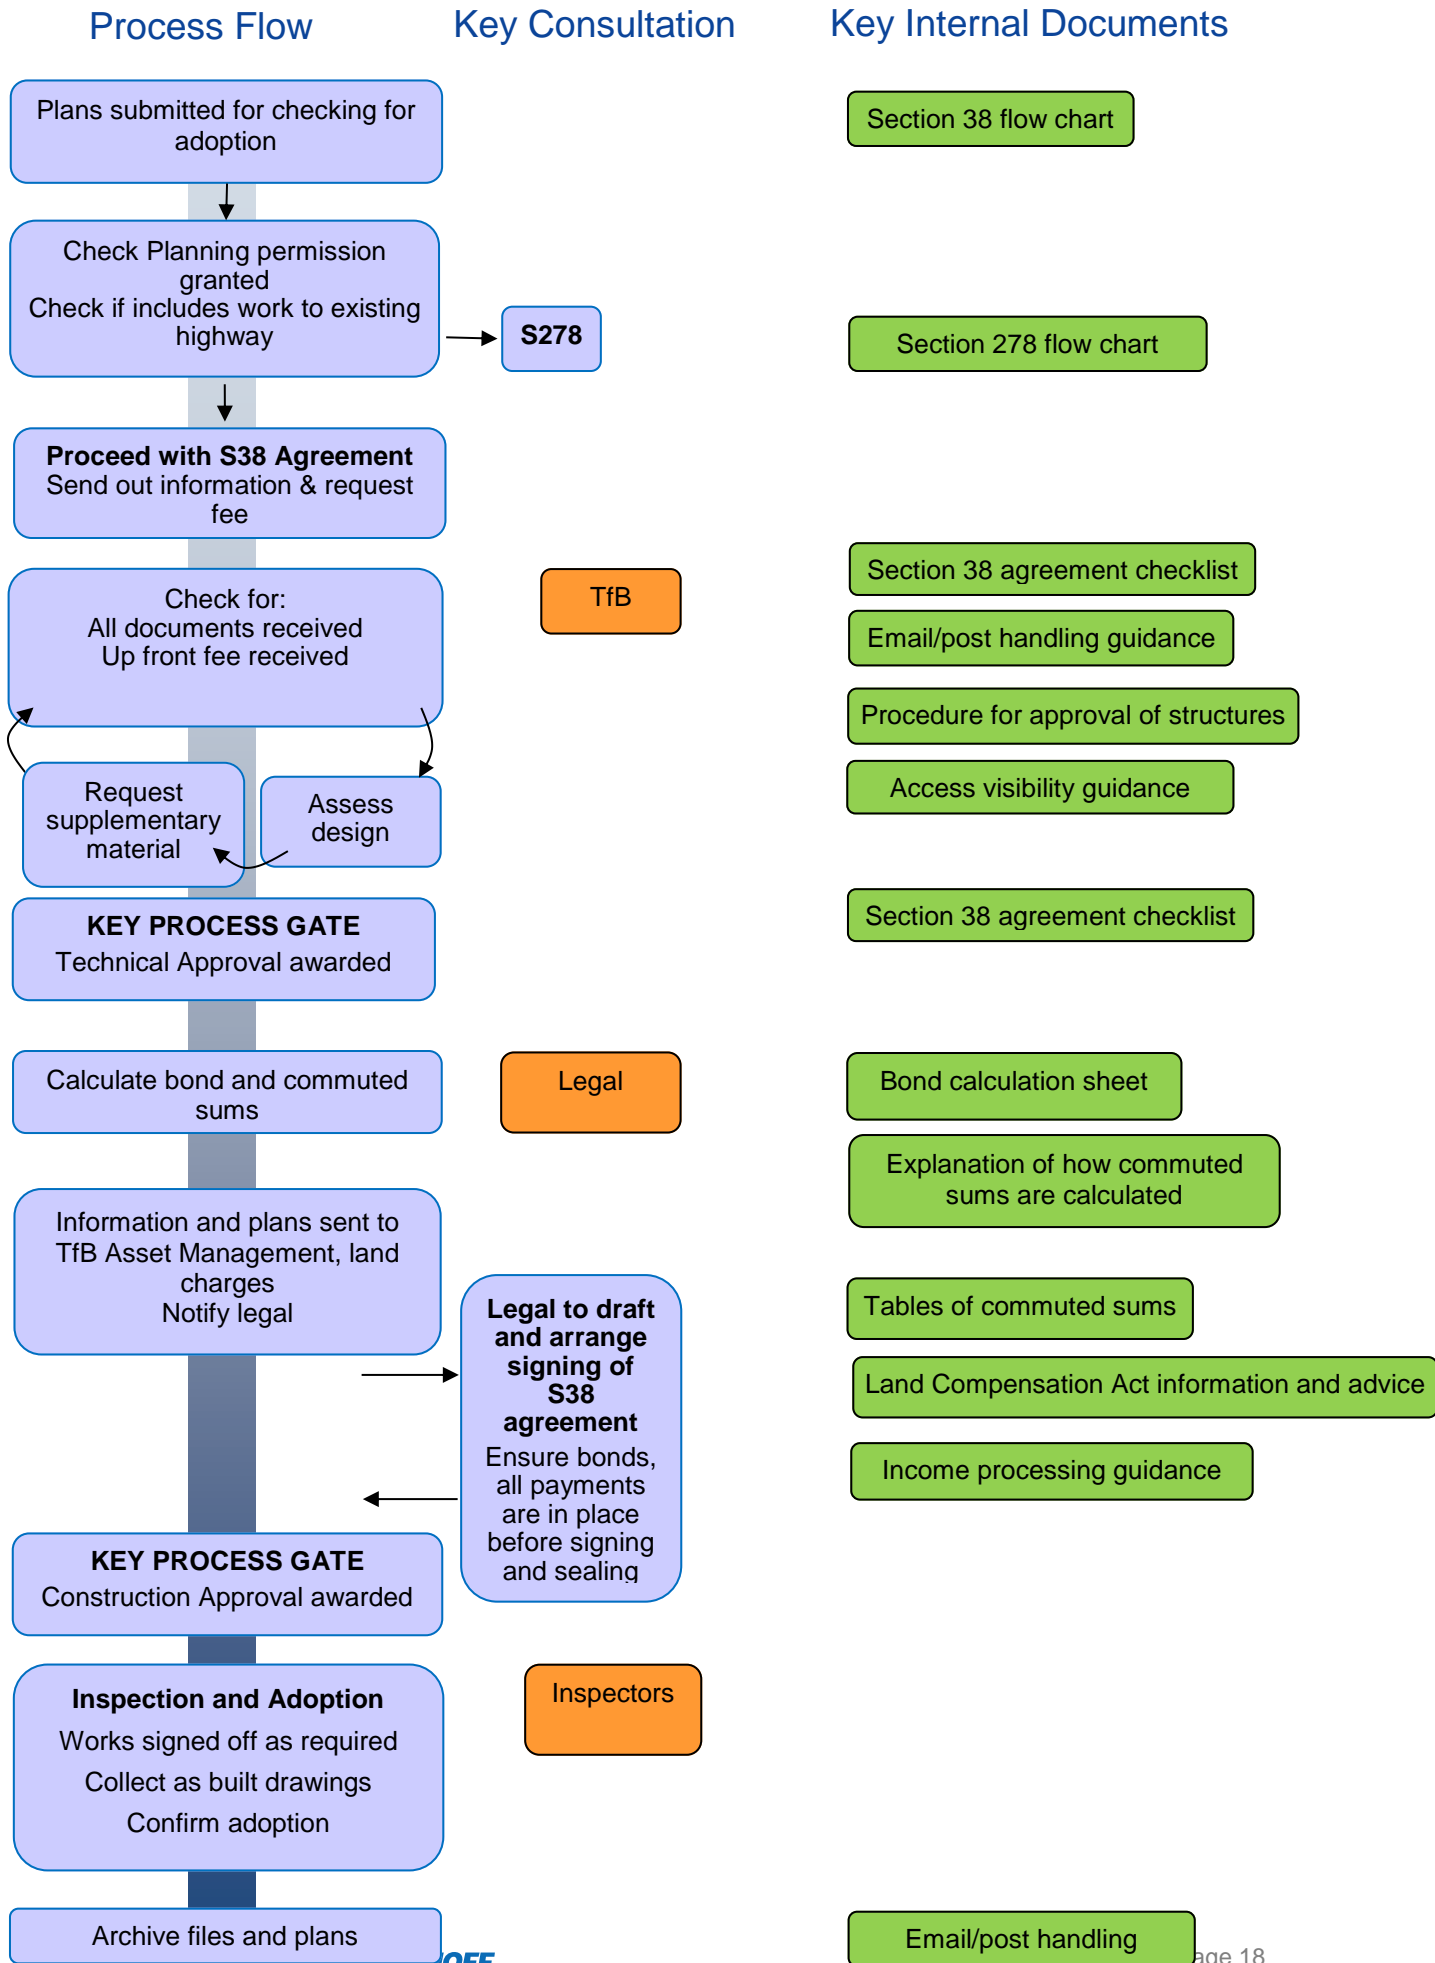 Process Flow
Key Consultation
Key Internal Documents
Plans submitted for checking for
adoption
Section 38 flow chart
Check Planning permission
granted
Check if includes work to existing
highway
S278
Section 278 flow chart
Proceed with S38 Agreement
Send out information & request
fee
Check for:
All documents received
Up front fee received
TfB
Section 38 agreement checklist
Email/post handling guidance
Procedure for approval of structures
Access visibility guidance
Request
supplementary
material
Assess
design
KEY PROCESS GATE
Technical Approval awarded
Section 38 agreement checklist
Calculate bond and commuted
sums
Legal
Bond calculation sheet
Explanation of how commuted
sums are calculated
Information and plans sent to
TfB Asset Management, land
charges
Notify legal
Legal to draft
and arrange
signing of
S38
agreement
Ensure bonds,
all payments
are in place
before signing
and sealing
Tables of commuted sums
Land Compensation Act information and advice
Income processing guidance
KEY PROCESS GATE
Construction Approval awarded
Inspection and Adoption
Works signed off as required
Collect as built drawings
Confirm adoption
Inspectors
Archive files and plans
Email/post handling
age 18